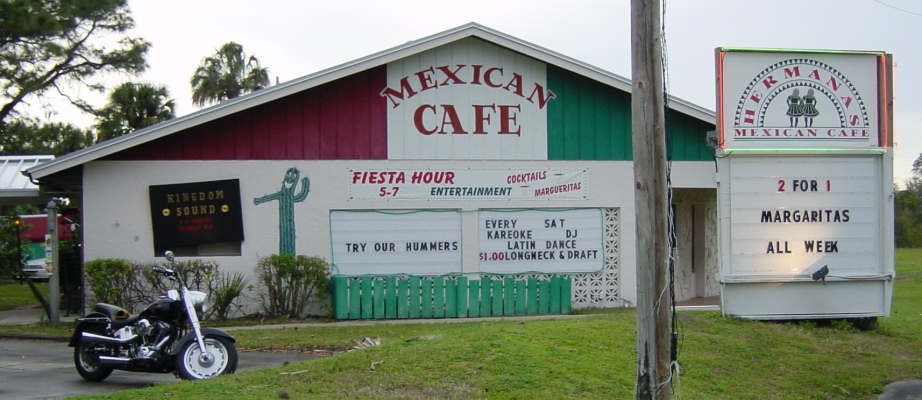 MEXICAN
CAFE
FIESTA HOUR
5-7
ENTERTAINMENT
COCKTAILS
MARGUERITAS
KINGDOM
SOUND
TRY OUR HUMMERS
EVERY SAT
KAREOKE DJ
LATIN DANCE
$1.00 LONGNECK & DRAFT
HERMANAS
MEXICAN CAFE
2 FOR 1
MARGARITAS
ALL WEEK